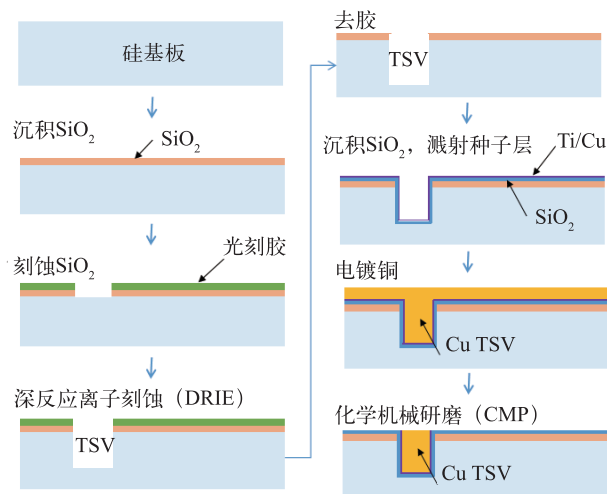 硅基板
沉积SiO₂
SiO₂
光刻胶
刻蚀SiO₂
深反应离子刻蚀（DRIE）
TSV
去胶
TSV
沉积SiO₂，溅射种子层
Ti/Cu
SiO₂
电镀铜
Cu TSV
化学机械研磨（CMP）
Cu TSV